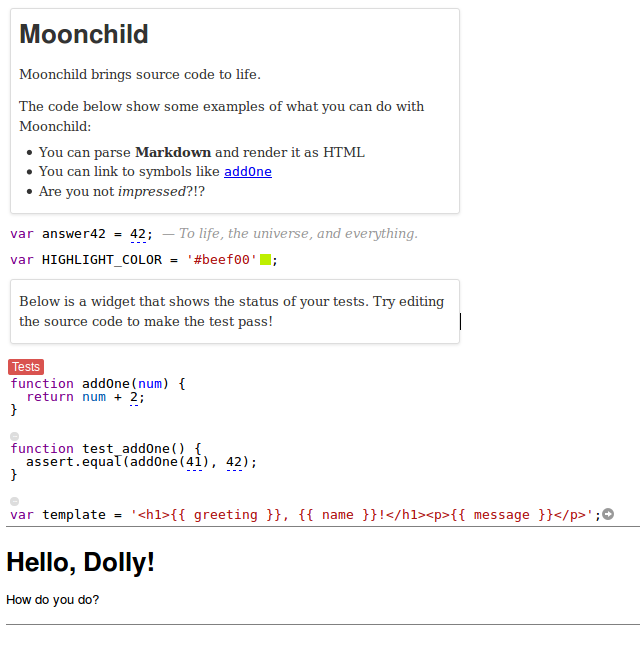 Moonchild
Moonchild brings source code to life.
The code below show some examples of what you can do with
Moonchild:
• You can parse Markdown and render it as HTML
• You can link to symbols like addOne
• Are you not impressed?!?
var answer42 = 42; — To life, the universe, and everything.
var HIGHLIGHT_COLOR = '#beef00';
Below is a widget that shows the status of your tests. Try editing
the source code to make the test pass!
Tests
function addOne(num) {
  return num + 2;
}
function test_addOne() {
  assert.equal(addOne(41), 42);
}
var template = '<h1>{{ greeting }}, {{ name }}!</h1><p>{{ message }}</p>';
Hello, Dolly!
How do you do?